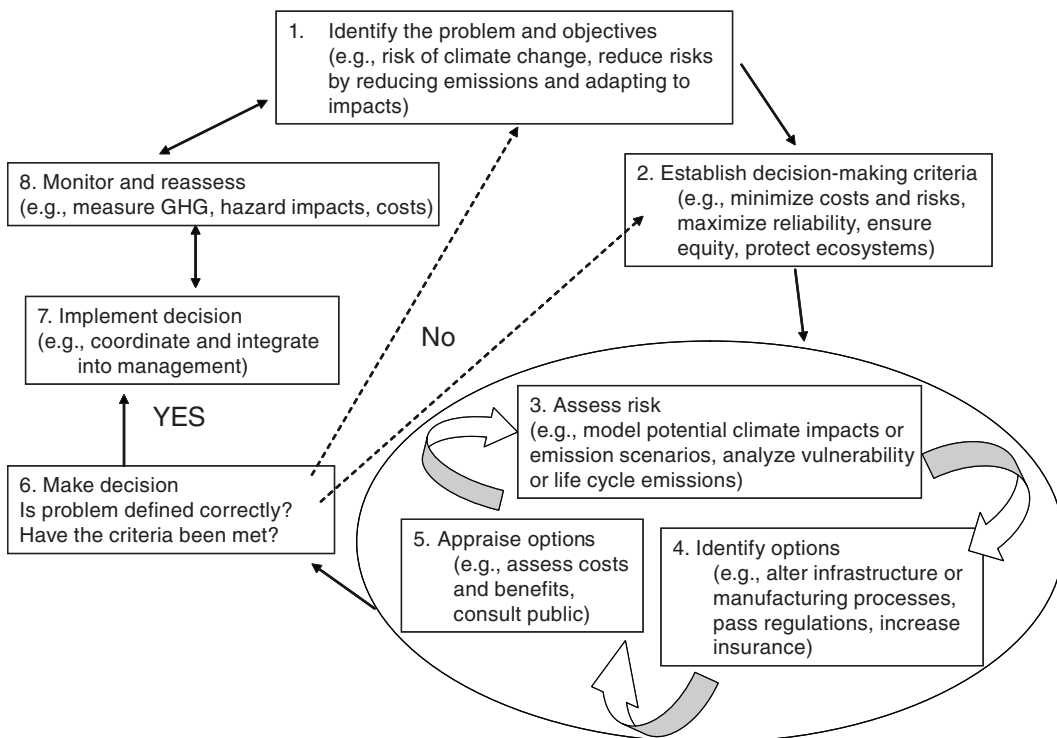 1. Identify the problem and objectives
(e.g., risk of climate change, reduce risks
by reducing emissions and adapting to
impacts)
2. Establish decision-making criteria
(e.g., minimize costs and risks,
maximize reliability, ensure
equity, protect ecosystems)
3. Assess risk
(e.g., model potential climate impacts or
emission scenarios, analyze vulnerability
or life cycle emissions)
4. Identify options
(e.g., alter infrastructure or
manufacturing processes,
pass regulations, increase
insurance)
5. Appraise options
(e.g., assess costs
and benefits,
consult public)
6. Make decision
Is problem defined correctly?
Have the criteria been met?
No
YES
7. Implement decision
(e.g., coordinate and integrate
into management)
8. Monitor and reassess
(e.g., measure GHG, hazard impacts, costs)